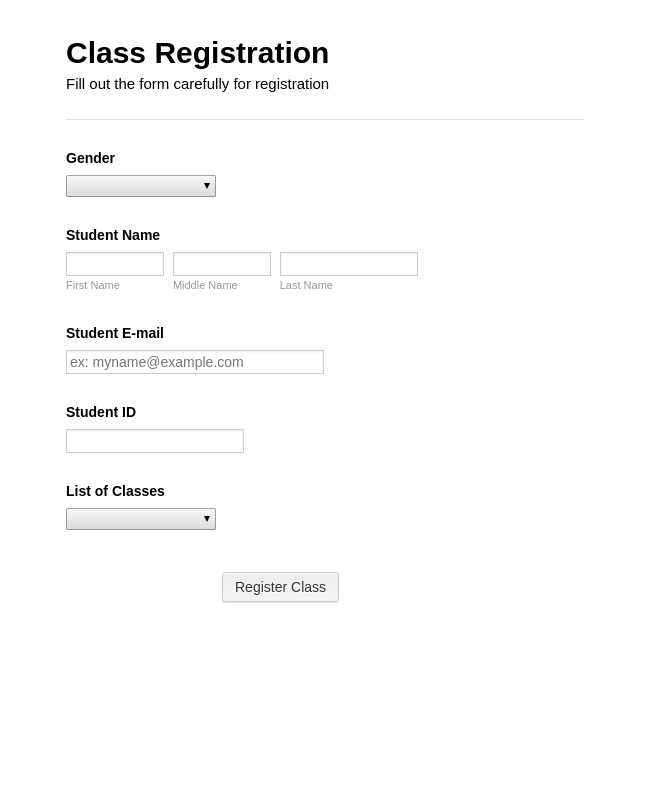 Class Registration
Fill out the form carefully for registration
Gender
Student Name
First Name Middle Name Last Name
Student E-mail
ex: myname@example.com
Student ID
List of Classes
Register Class